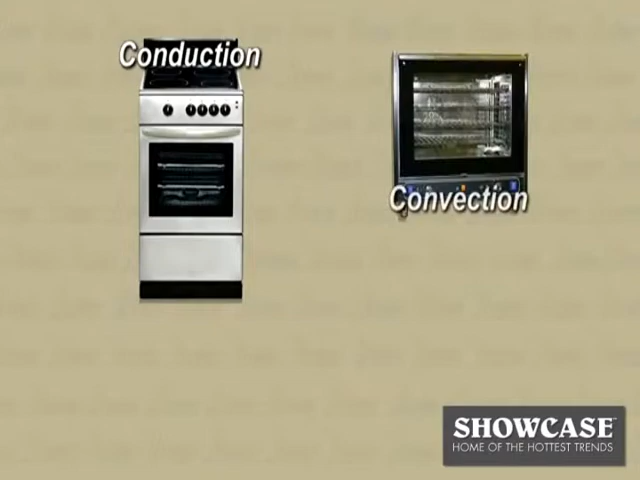 Conduction
Convection
SHOWCASE
HOME OF THE HOTTEST TRENDS